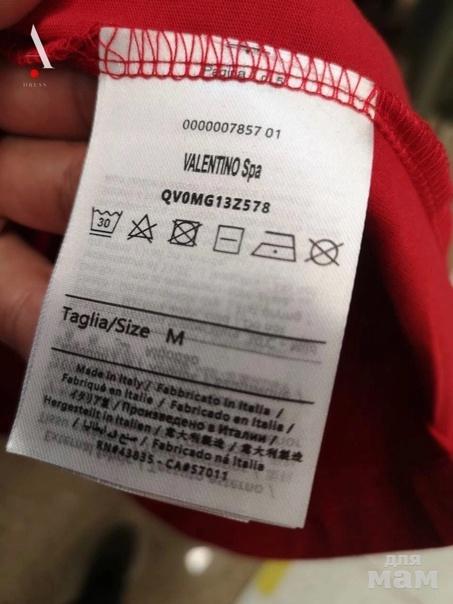 A
DRESS
Pagina
0000007857 01
VALENTINO Spa
QV0MG13Z578
30
Taglia/Size M
Made in Italy / Fabbricato in Italia /
Fabriqué en Italie / Fabricado en Italia /
イタリア製 / Произведено в Италии /
Hergestellt in Italien / 意大利製造 / 意大利制造
Fabricado na Itália
RN#43835 - CA#57011
для
мам